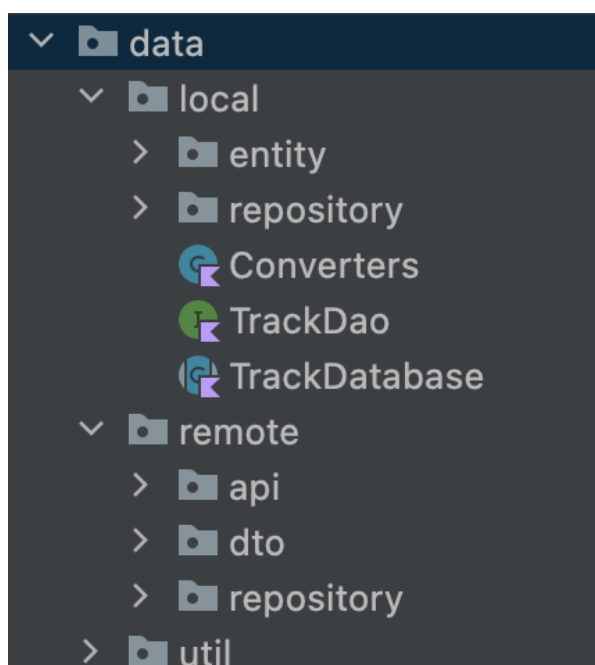 data
local
entity
repository
Converters
TrackDao
TrackDatabase
remote
api
dto
repository
util